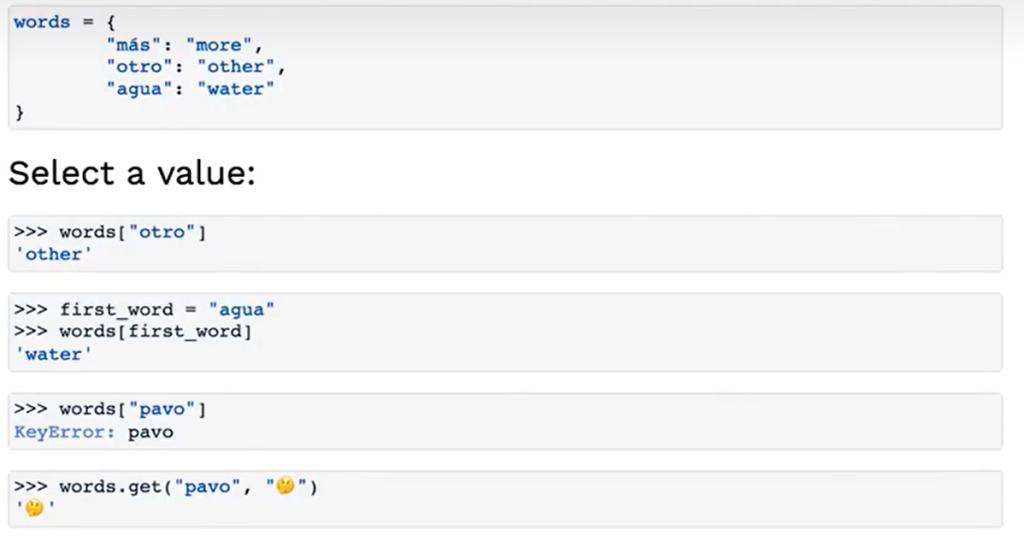 words = {
        "más": "more",
        "otro": "other",
        "agua": "water"
}
Select a value:
>>> words["otro"]
'other'
>>> first_word = "agua"
>>> words[first_word]
'water'
>>> words["pavo"]
KeyError: pavo
>>> words.get("pavo", "🤔")
'🤔'